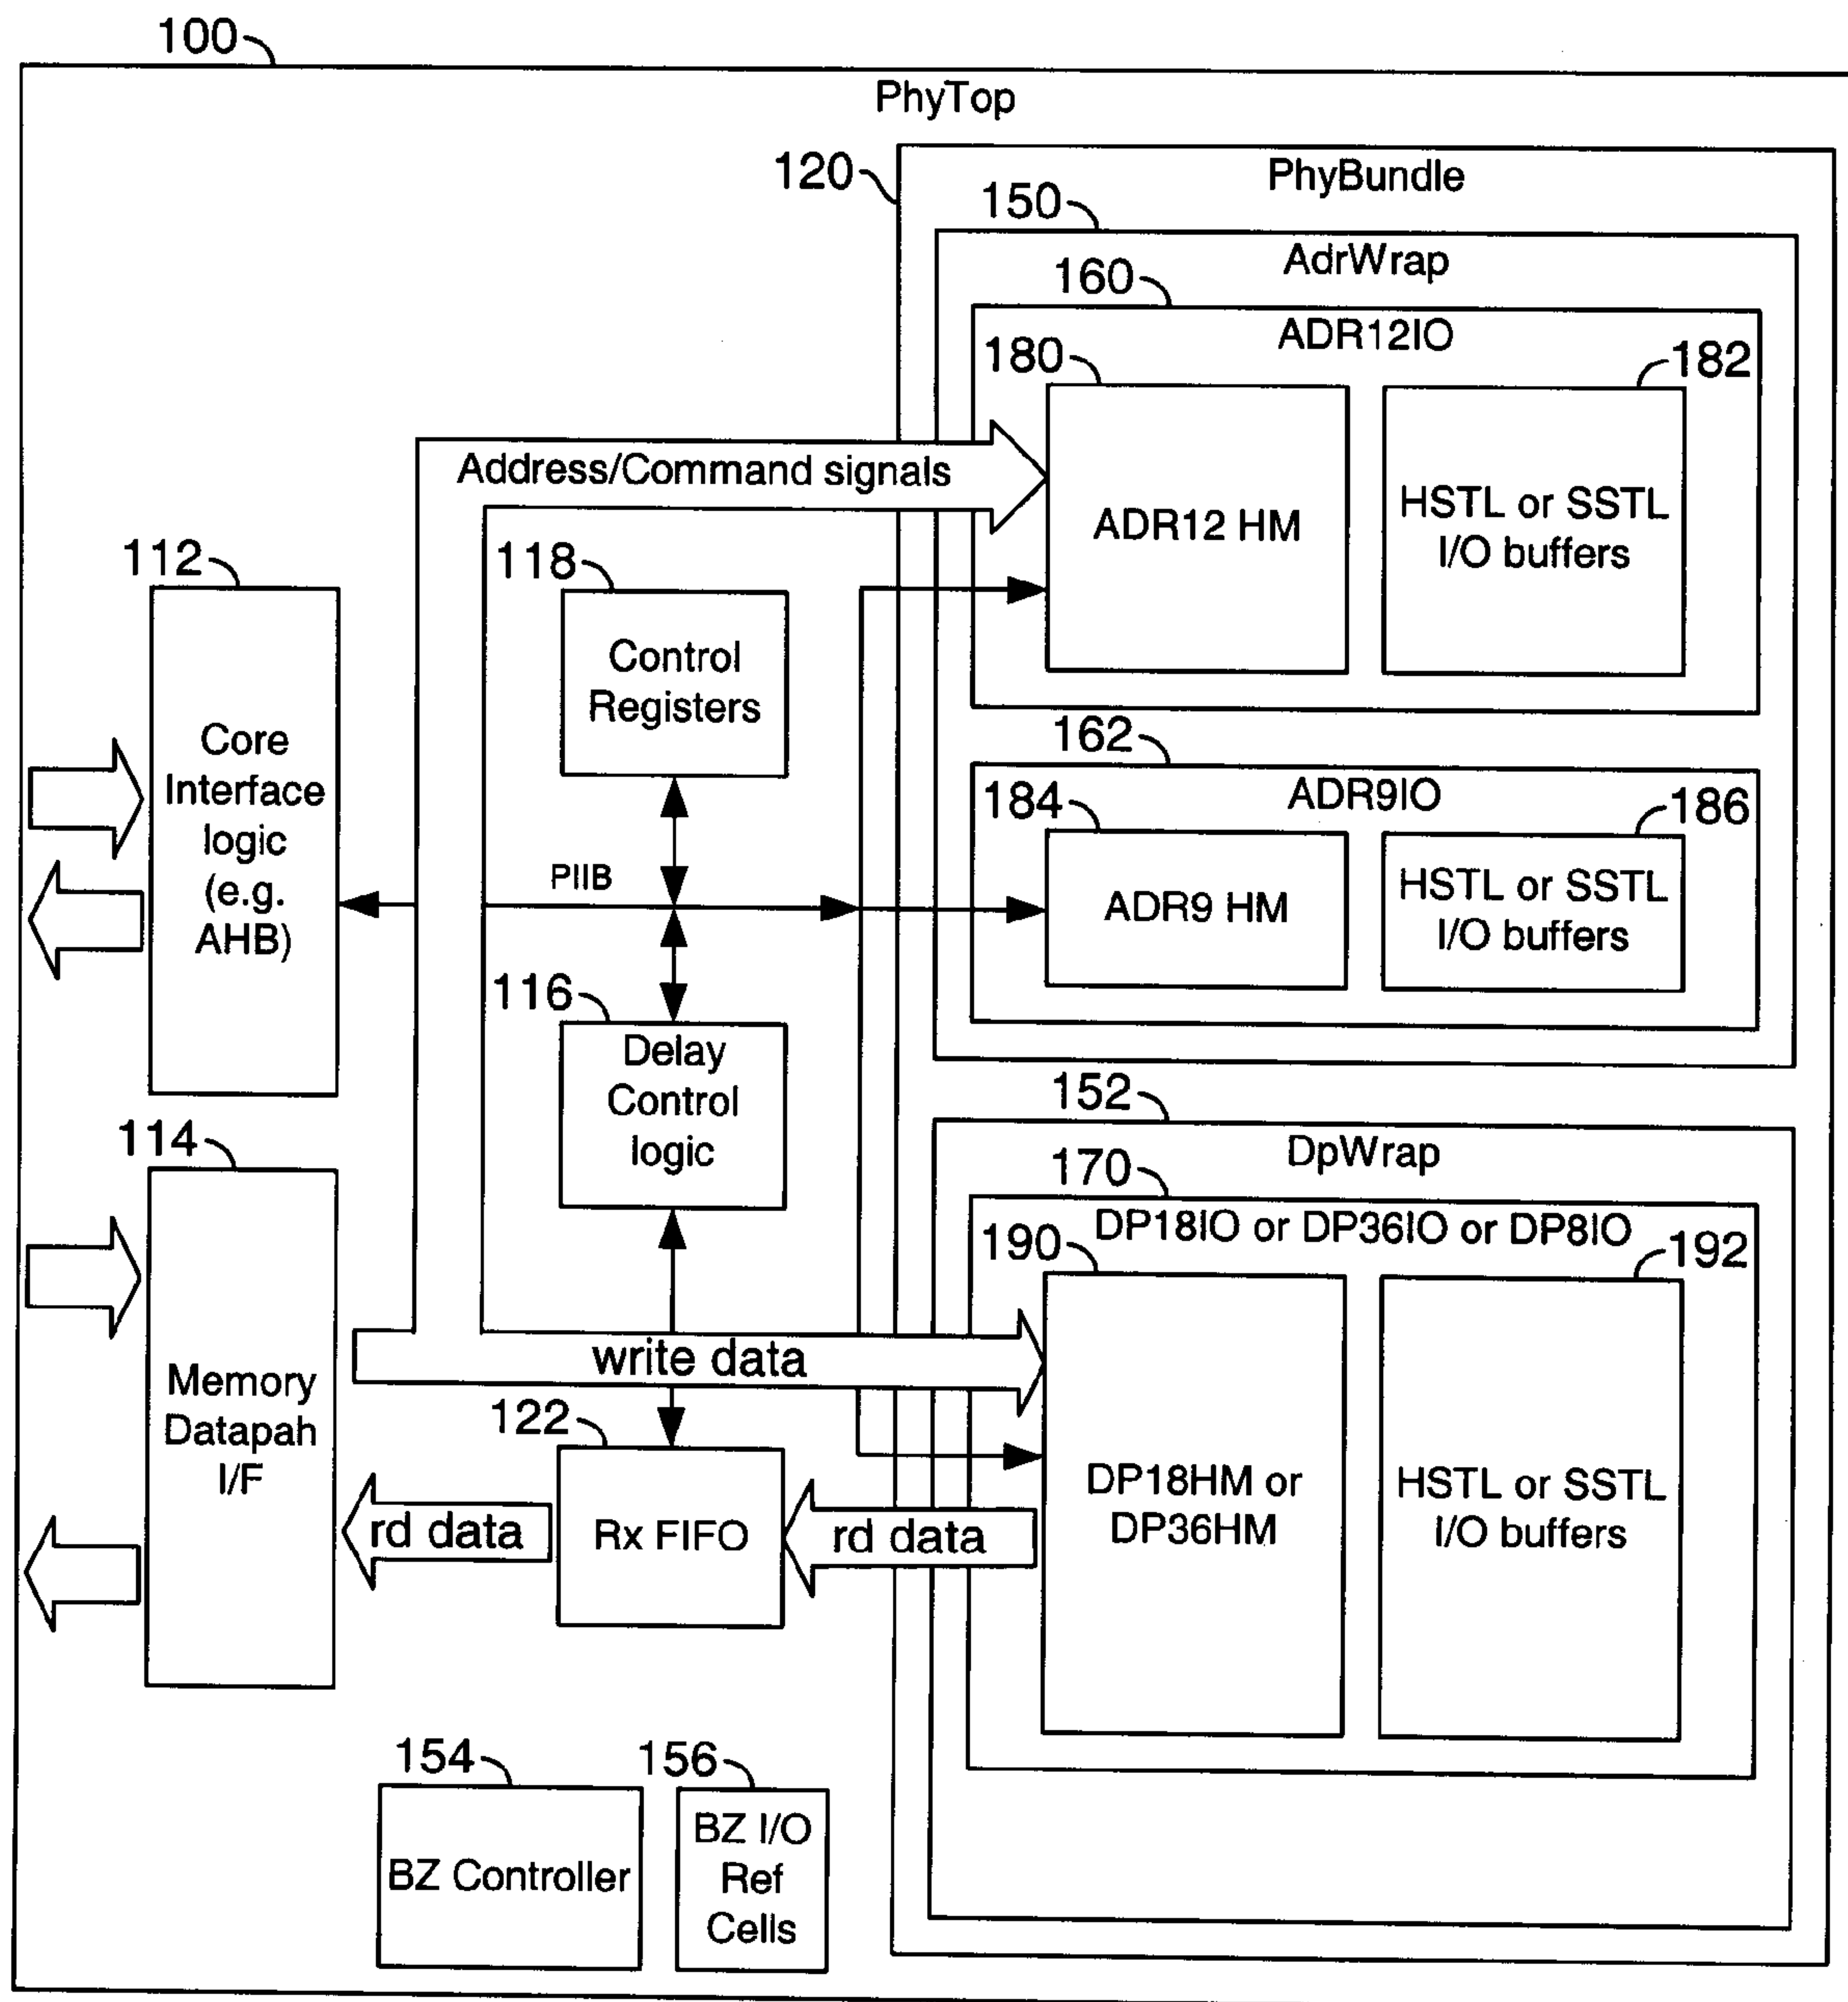 100
PhyTop
120
PhyBundle
150
AdrWrap
160
ADR12IO
180
182
ADR12 HM
HSTL or SSTL
I/O buffers
Address/Command signals
112
Core
Interface
logic
(e.g.
AHB)
118
Control
Registers
162
ADR9IO
184
186
ADR9 HM
HSTL or SSTL
I/O buffers
PIIB
116
Delay
Control
logic
114
Memory
Datapah
I/F
152
DpWrap
170
DP18IO or DP36IO or DP8IO
190
192
write data
122
Rx FIFO
rd data
rd data
DP18HM or
DP36HM
HSTL or SSTL
I/O buffers
154
BZ Controller
156
BZ I/O
Ref
Cells